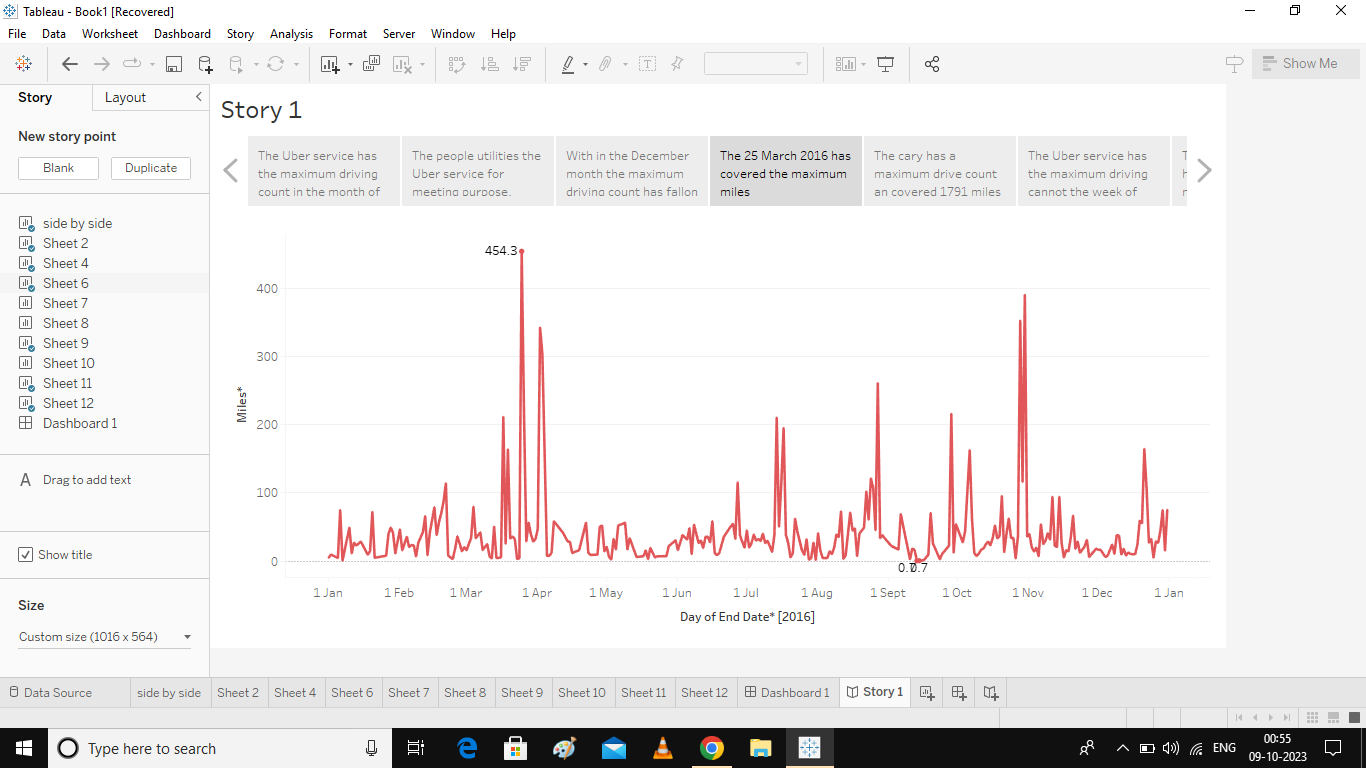 Tableau - Book1 [Recovered]
File Data Worksheet Dashboard Story Analysis Format Server Window Help
Show Me
Story
Layout
New story point
Blank
Duplicate
side by side
Sheet 2
Sheet 4
Sheet 6
Sheet 7
Sheet 8
Sheet 9
Sheet 10
Sheet 11
Sheet 12
Dashboard 1
A Drag to add text
Show title
Size
Custom size (1016 x 564)
Story 1
The Uber service has
the maximum driving
count in the month of
The people utilities the
Uber service for
meeting purpose.
With in the December
month the maximum
driving count has fallon
The 25 March 2016 has
covered the maximum
miles
The cary has a
maximum drive count
an covered 1791 miles
The Uber service has
the maximum driving
cannot the week of
454.3
400
300
200
100
0
Miles*
0.7
0.7
1 Jan 1 Feb 1 Mar 1 Apr 1 May 1 Jun 1 Jul 1 Aug 1 Sept 1 Oct 1 Nov 1 Dec 1 Jan
Day of End Date* [2016]
Data Source side by side Sheet 2 Sheet 4 Sheet 6 Sheet 7 Sheet 8 Sheet 9 Sheet 10 Sheet 11 Sheet 12 Dashboard 1 Story 1
Type here to search
ENG
00:55
09-10-2023